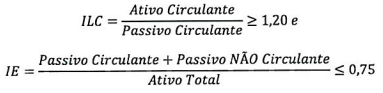 ILC = Ativo Circulante / Passivo Circulante ≥ 1,20 e
IE = Passivo Circulante + Passivo NÃO Circulante / Ativo Total ≤ 0,75